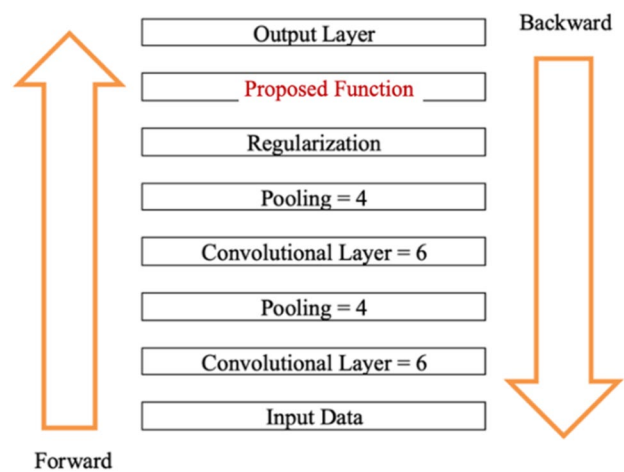 Backward
Output Layer
Proposed Function
Regularization
Pooling = 4
Convolutional Layer = 6
Pooling = 4
Convolutional Layer = 6
Input Data
Forward